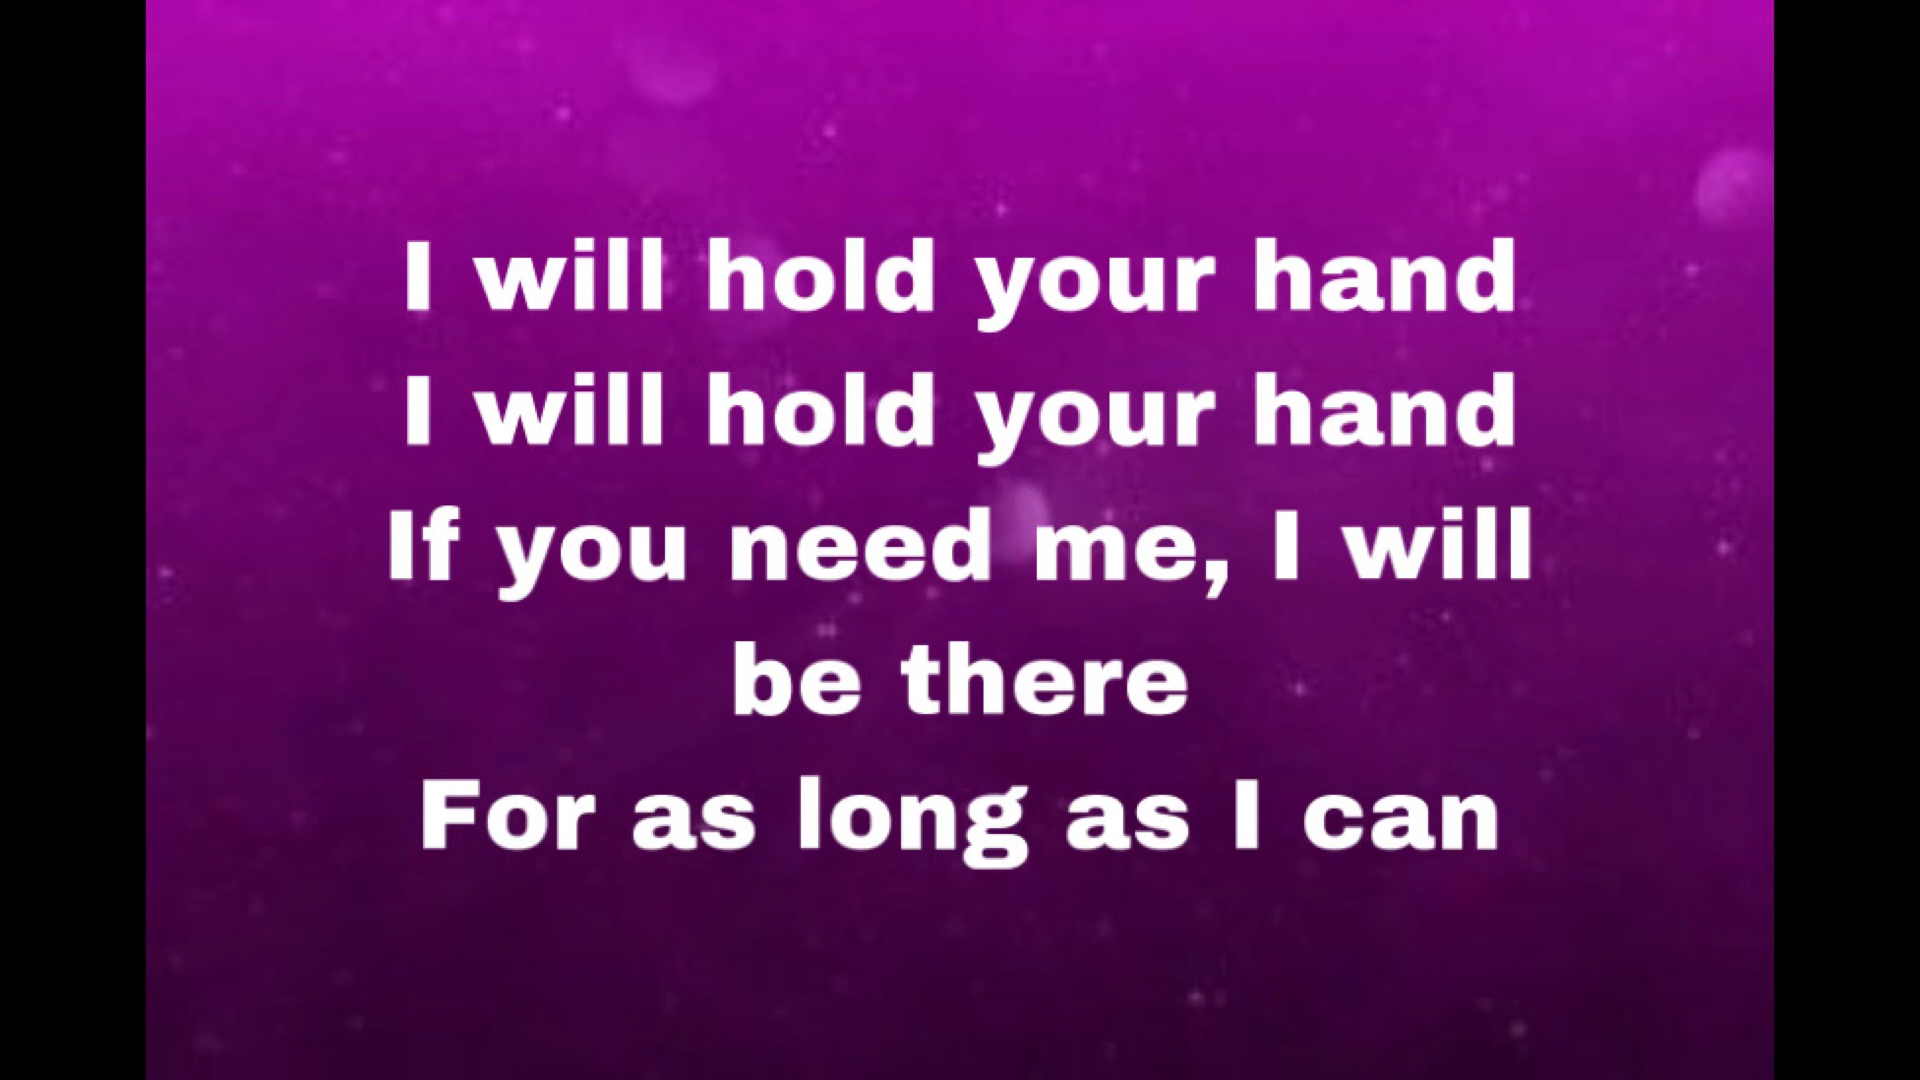 I will hold your hand
I will hold your hand
If you need me, I will
be there
For as long as I can